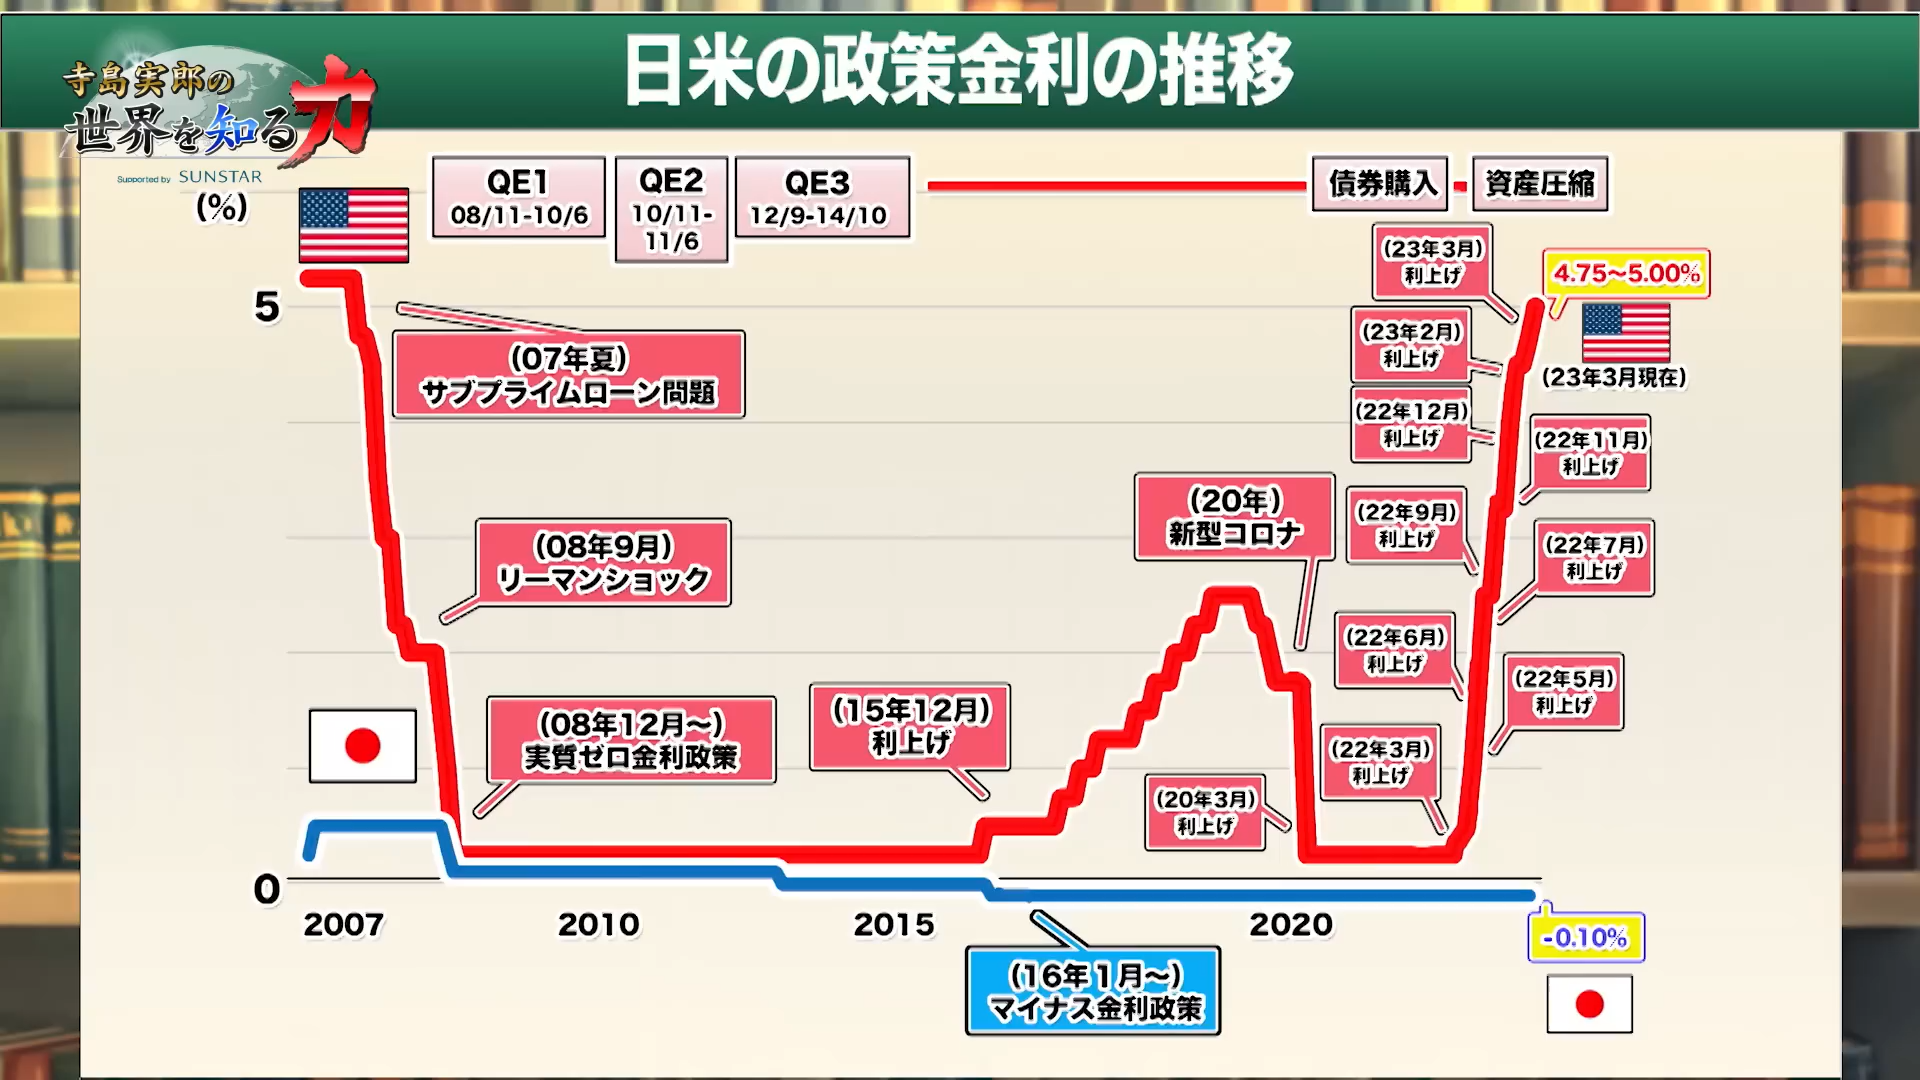 日米の政策金利の推移
寺島実郎の
世界を知る力
Supported by SUNSTAR
(%)
QE1
08/11-10/6
QE2
10/11-
11/6
QE3
12/9-14/10
債券購入
資産圧縮
(23年3月)
利上げ
4.75～5.00%
5
(23年2月)
利上げ
(23年3月現在)
(07年夏)
サブプライムローン問題
(22年12月)
利上げ
(22年11月)
利上げ
(20年)
新型コロナ
(22年9月)
利上げ
(08年9月)
リーマンショック
(22年7月)
利上げ
(22年6月)
利上げ
(22年5月)
利上げ
(08年12月～)
実質ゼロ金利政策
(15年12月)
利上げ
(22年3月)
利上げ
(20年3月)
利上げ
0
2007
2010
2015
2020
-0.10%
(16年1月～)
マイナス金利政策